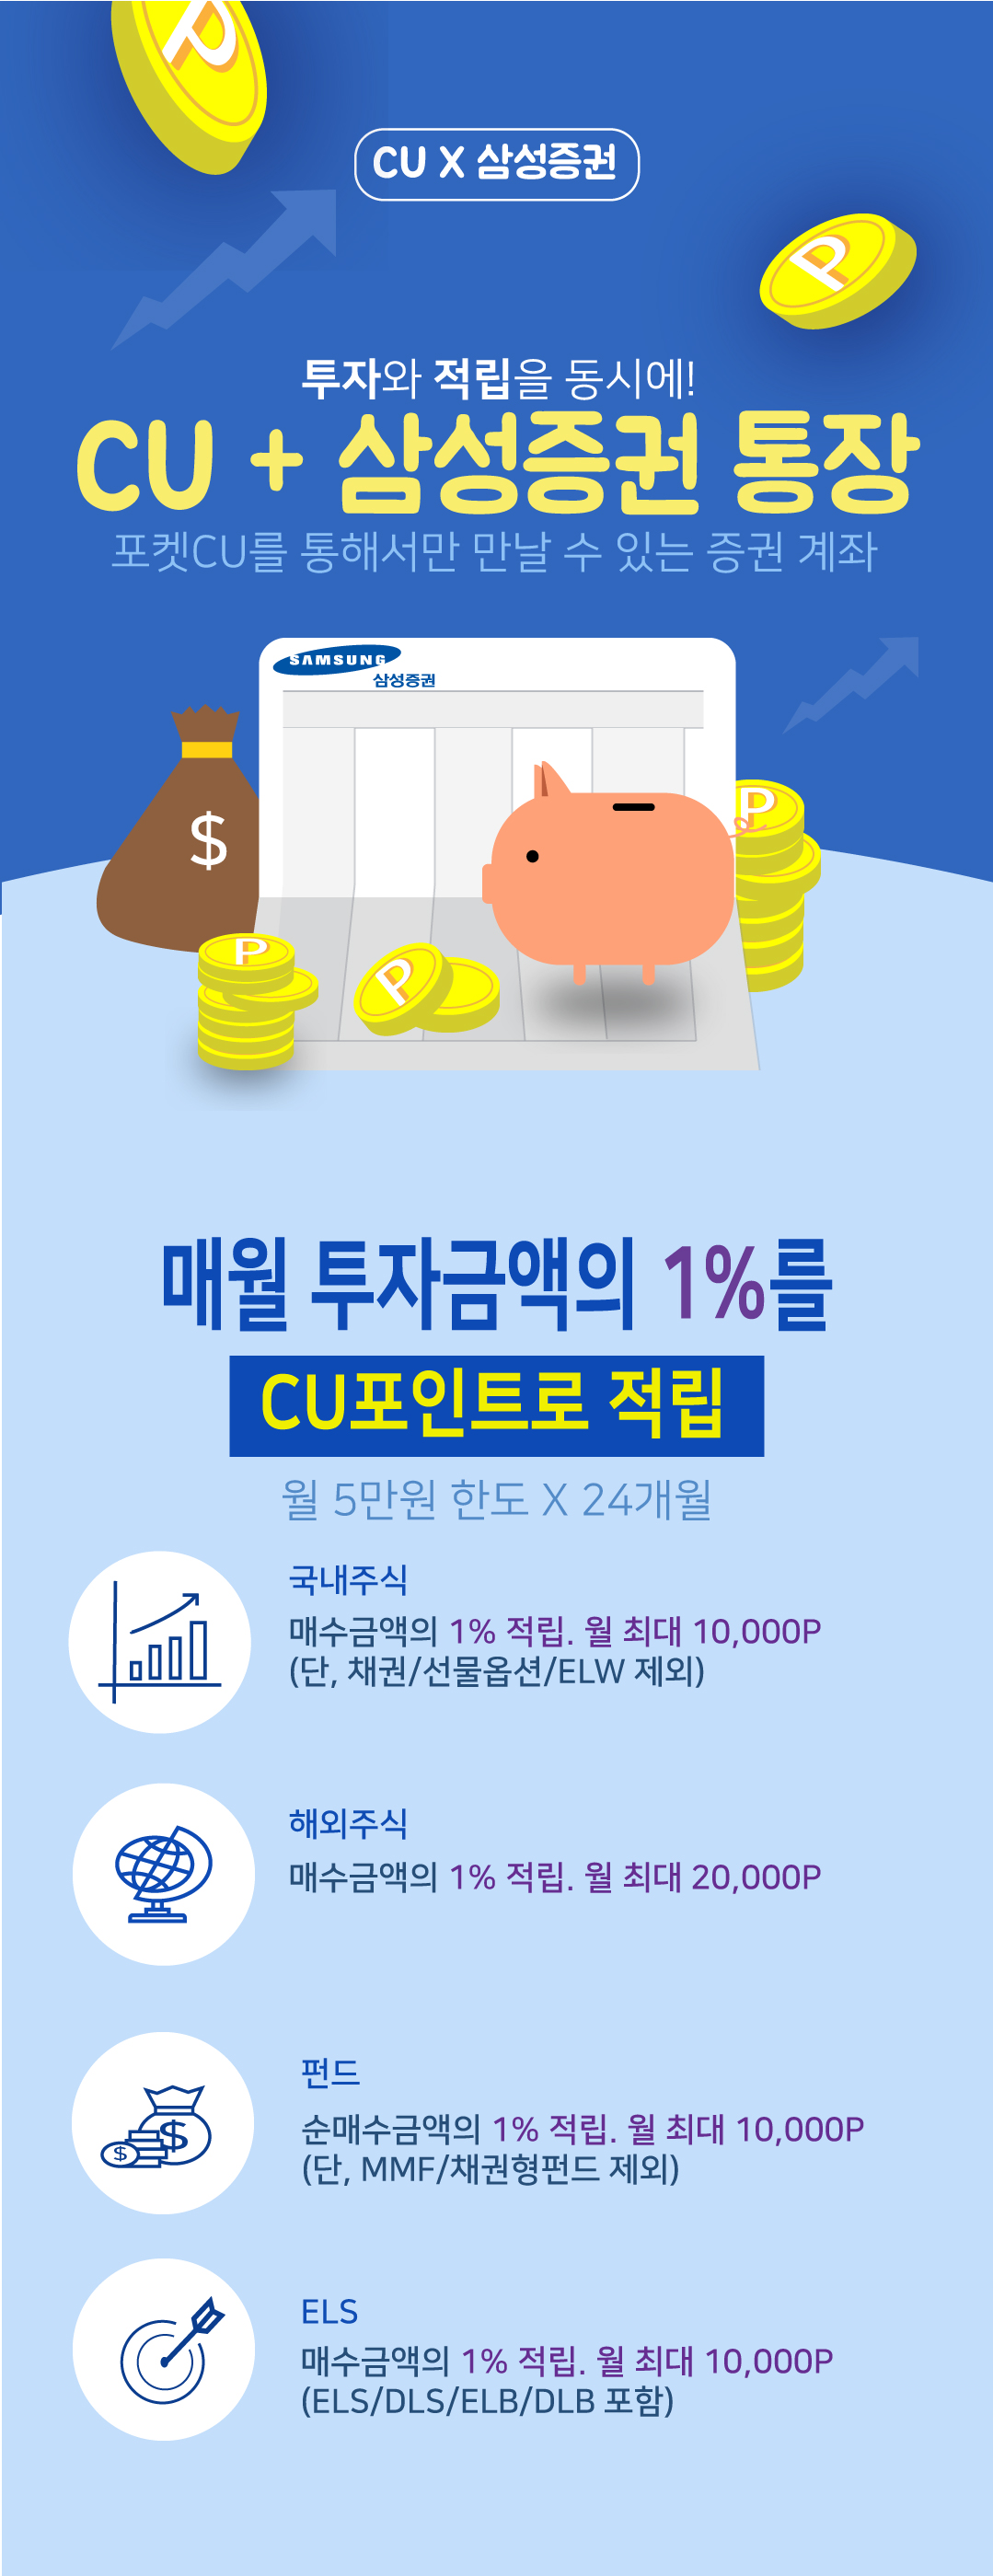 P
CU X 삼성증권
P
투자와 적립을 동시에!
CU + 삼성증권 통장
포켓CU를 통해서만 만날 수 있는 증권 계좌
SAMSUNG
삼성증권
$
P
P
P
매월 투자금액의 1%를
CU포인트로 적립
월 5만원 한도 X 24개월
국내주식
매수금액의 1% 적립. 월 최대 10,000P
(단, 채권/선물옵션/ELW 제외)
해외주식
매수금액의 1% 적립. 월 최대 20,000P
펀드
순매수금액의 1% 적립. 월 최대 10,000P
(단, MMF/채권형펀드 제외)
$
$
ELS
매수금액의 1% 적립. 월 최대 10,000P
(ELS/DLS/ELB/DLB 포함)